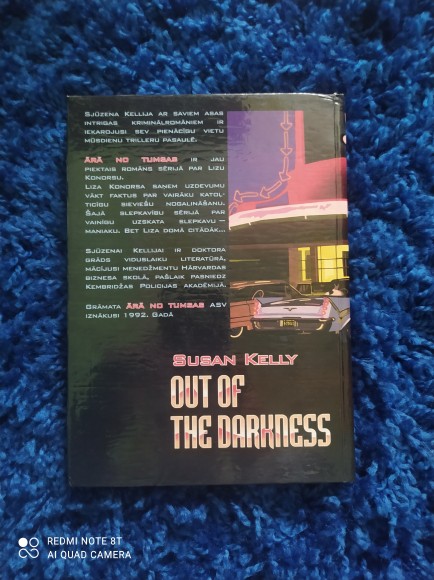 SJŪZENA KELLIJA AR SAVIEM ASAS
INTRIGAS KRIMINĀLROMĀNIEM IR
IEKAROJUSI SEV PIENĀCĪGU VIETU
MŪSDIENU TRILLERU PASAULĒ.
ĀRĀ NO TUMSAS IR JAU
PIEKTAIS ROMĀNS SĒRIJĀ PAR LIZU
KONORSU.
LIZA KONORSA SAŅEM UZDEVUMU
VĀKT FAKTUS PAR VAIRĀKU KATOĻ-
TICĪGU SIEVIEŠU NOGALINĀŠANU.
ŠAJĀ SLEPKAVĪBU SĒRIJĀ PAR
VAINĪGU UZSKATA SLEPKAVU –
MANIAKU. BET LIZA DOMĀ CITĀDĀK...
SJŪZENAI KELLIJAI IR DOKTORA
GRĀDS VIDUSLAIKU LITERATŪRĀ,
MĀCĪJUSI MENEDŽMENTU HĀRVARDAS
BIZNESA SKOLĀ, PAŠLAIK PASNIEDZ
KEMBRIDŽAS POLICIJAS AKADĒMIJĀ.
GRĀMATA ĀRĀ NO TUMSAS ASV
IZNĀKUSI 1992. GADĀ
SUSAN KELLY
OUT OF
THE DARKNESS
REDMI NOTE 8T
AI QUAD CAMERA